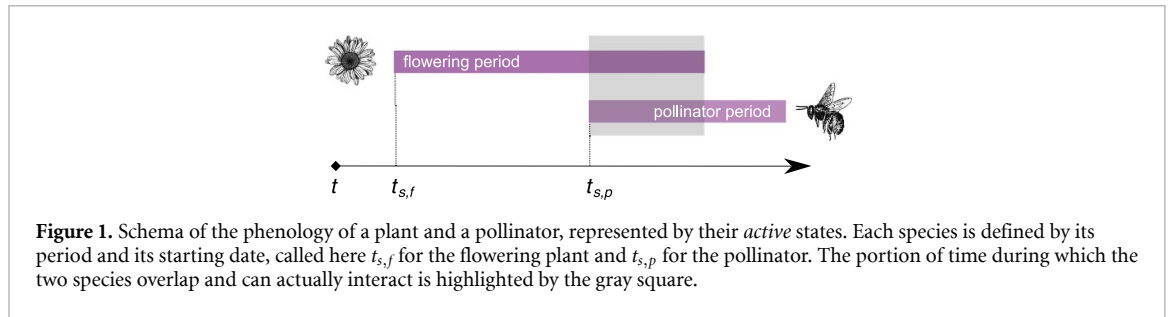 flowering period
pollinator period
t
t_{s,f}
t_{s,p}
Figure 1. Schema of the phenology of a plant and a pollinator, represented by their active states. Each species is defined by its
period and its starting date, called here t_{s,f} for the flowering plant and t_{s,p} for the pollinator. The portion of time during which the
two species overlap and can actually interact is highlighted by the gray square.